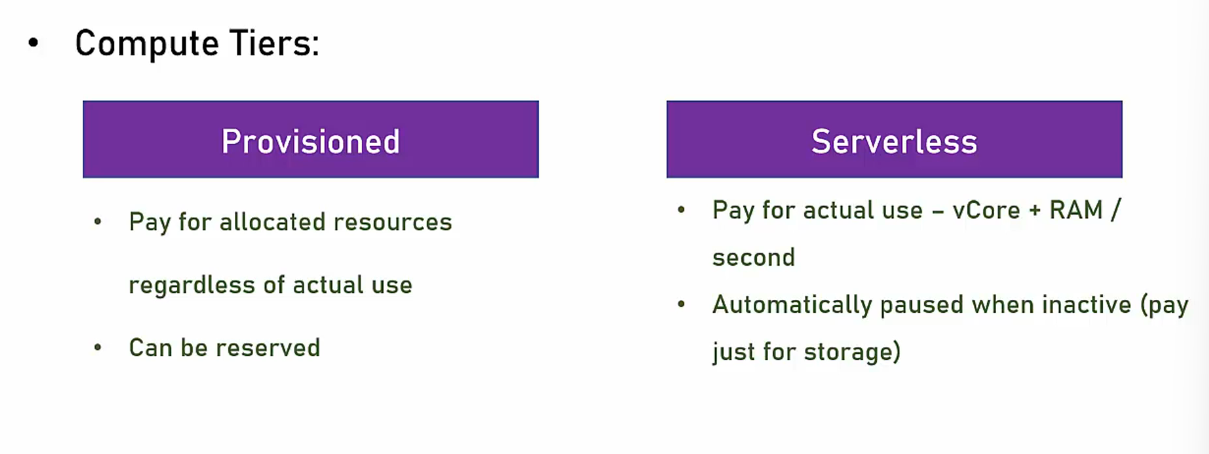 • Compute Tiers:
Provisioned
• Pay for allocated resources
regardless of actual use
• Can be reserved
Serverless
• Pay for actual use – vCore + RAM /
second
• Automatically paused when inactive (pay
just for storage)